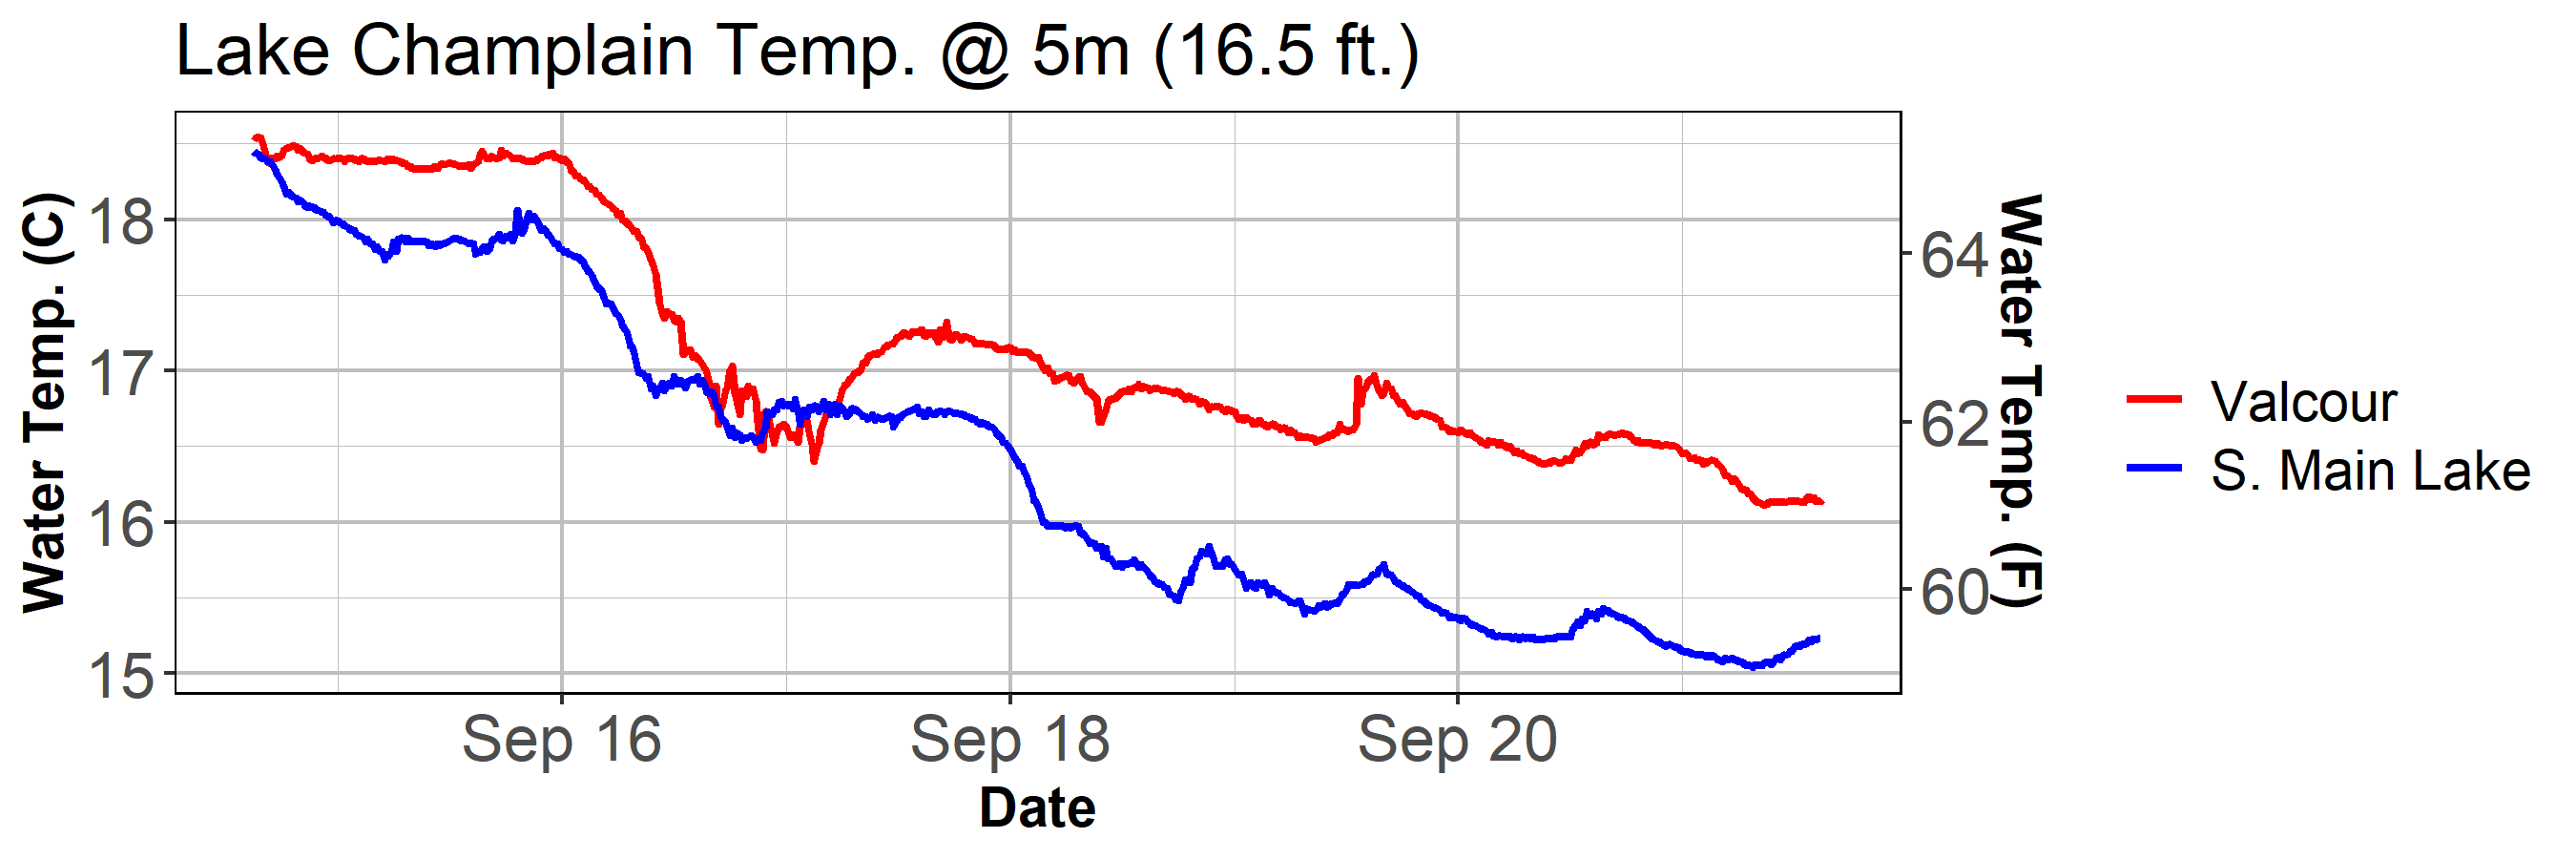 Lake Champlain Temp. @ 5m (16.5 ft.)
Water Temp. (C)
18
17
16
15
Water Temp. (F)
64
62
60
Sep 16
Sep 18
Sep 20
Date
Valcour
S. Main Lake